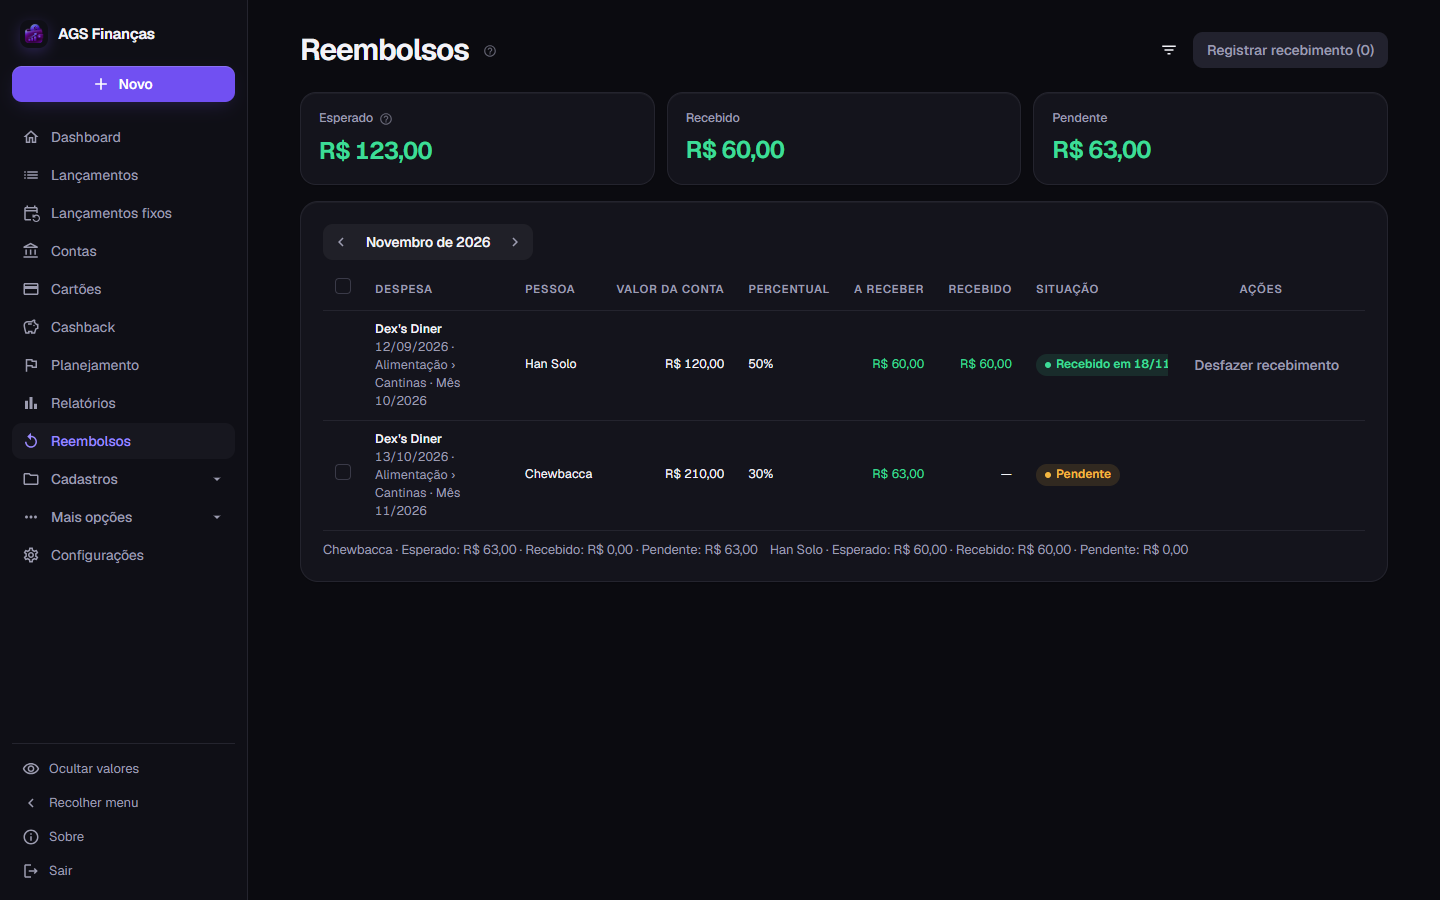 AGS Finanças
Novo
Dashboard
Lançamentos
Lançamentos fixos
Contas
Cartões
Cashback
Planejamento
Relatórios
Reembolsos
Cadastros
Mais opções
Configurações
Ocultar valores
Recolher menu
Sobre
Sair
Reembolsos
Registrar recebimento (0)
Esperado
R$ 123,00
Recebido
R$ 60,00
Pendente
R$ 63,00
Novembro de 2026
DESPESA PESSOA VALOR DA CONTA PERCENTUAL A RECEBER RECEBIDO SITUAÇÃO AÇÕES
Dex's Diner
12/09/2026 ·
Alimentação ›
Cantinas · Mês
10/2026
Han Solo R$ 120,00 50% R$ 60,00 R$ 60,00 Recebido em 18/11 Desfazer recebimento
Dex's Diner
13/10/2026 ·
Alimentação ›
Cantinas · Mês
11/2026
Chewbacca R$ 210,00 30% R$ 63,00 — Pendente
Chewbacca · Esperado: R$ 63,00 · Recebido: R$ 0,00 · Pendente: R$ 63,00 Han Solo · Esperado: R$ 60,00 · Recebido: R$ 60,00 · Pendente: R$ 0,00